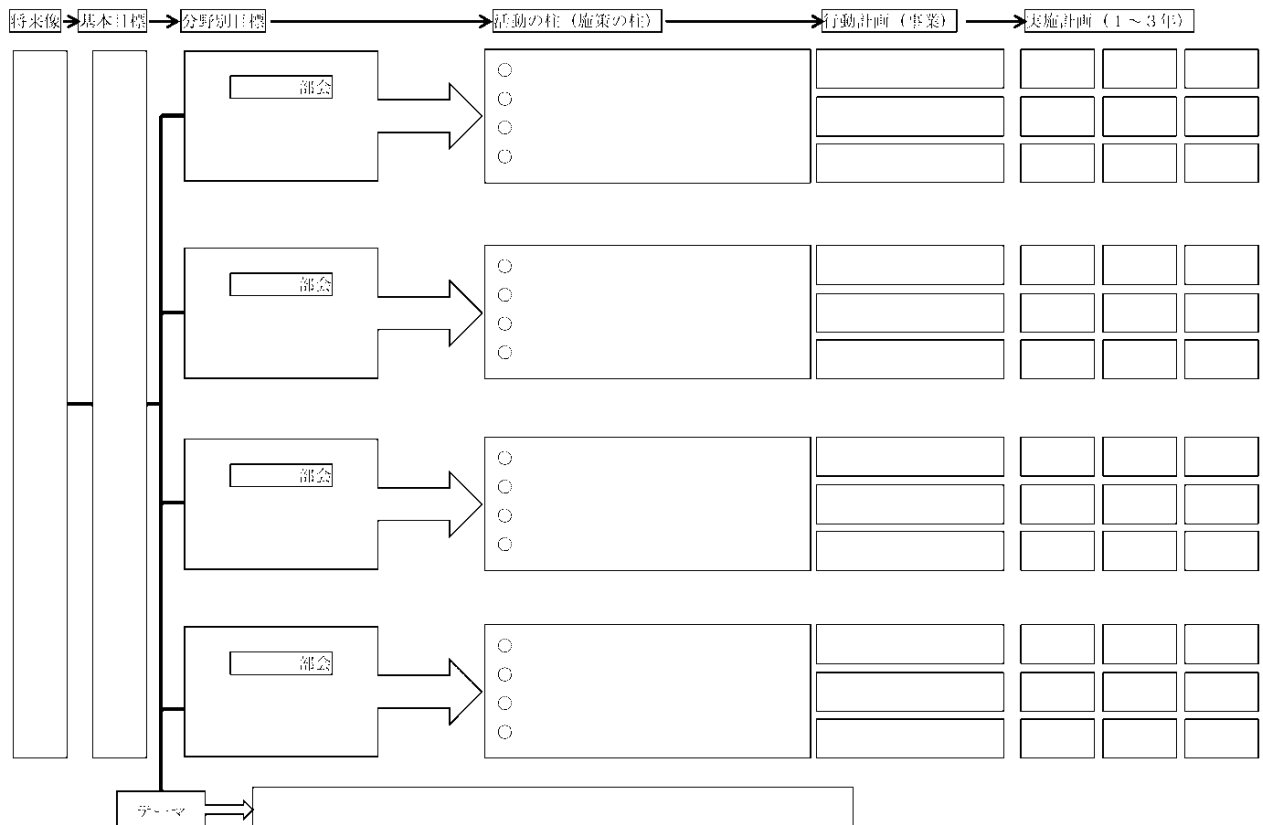 将来像 → 基本目標 → 分野別目標 → 活動の柱（施策の柱） → 行動計画（事業） → 実施計画（１～３年）
部会
○
○
○
○
部会
○
○
○
○
部会
○
○
○
○
部会
○
○
○
○
テーマ